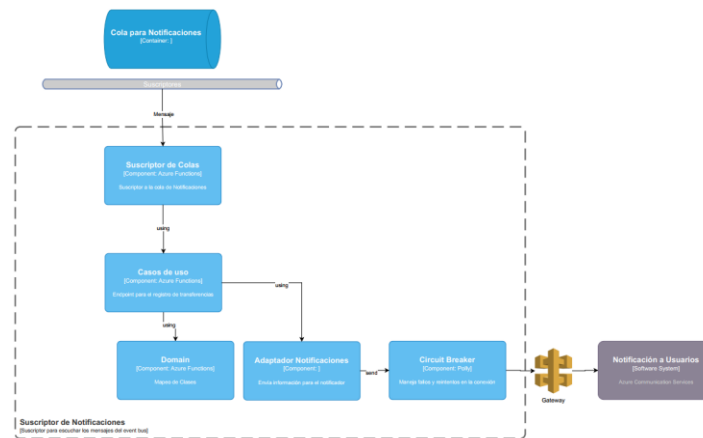 Cola para Notificaciones
[Container: ]
Suscriptores
Mensaje
Suscriptor de Colas
[Component: Azure Functions]
Suscriptor a la cola de Notificaciones
using
Casos de uso
[Component: Azure Functions]
Endpoint para el registro de transferencias
using
using
Domain
[Component: Azure Functions]
Mapeo de Clases
Adaptador Notificaciones
[Component: ]
Envia información para el notificador
send
Circuit Breaker
[Component: Polly]
Maneja fallos y reintentos en la conexión
Gateway
Notificación a Usuarios
[Software System]
Azure Communication Services
Suscriptor de Notificaciones
[Suscriptor para escuchar los mensajes del event bus]